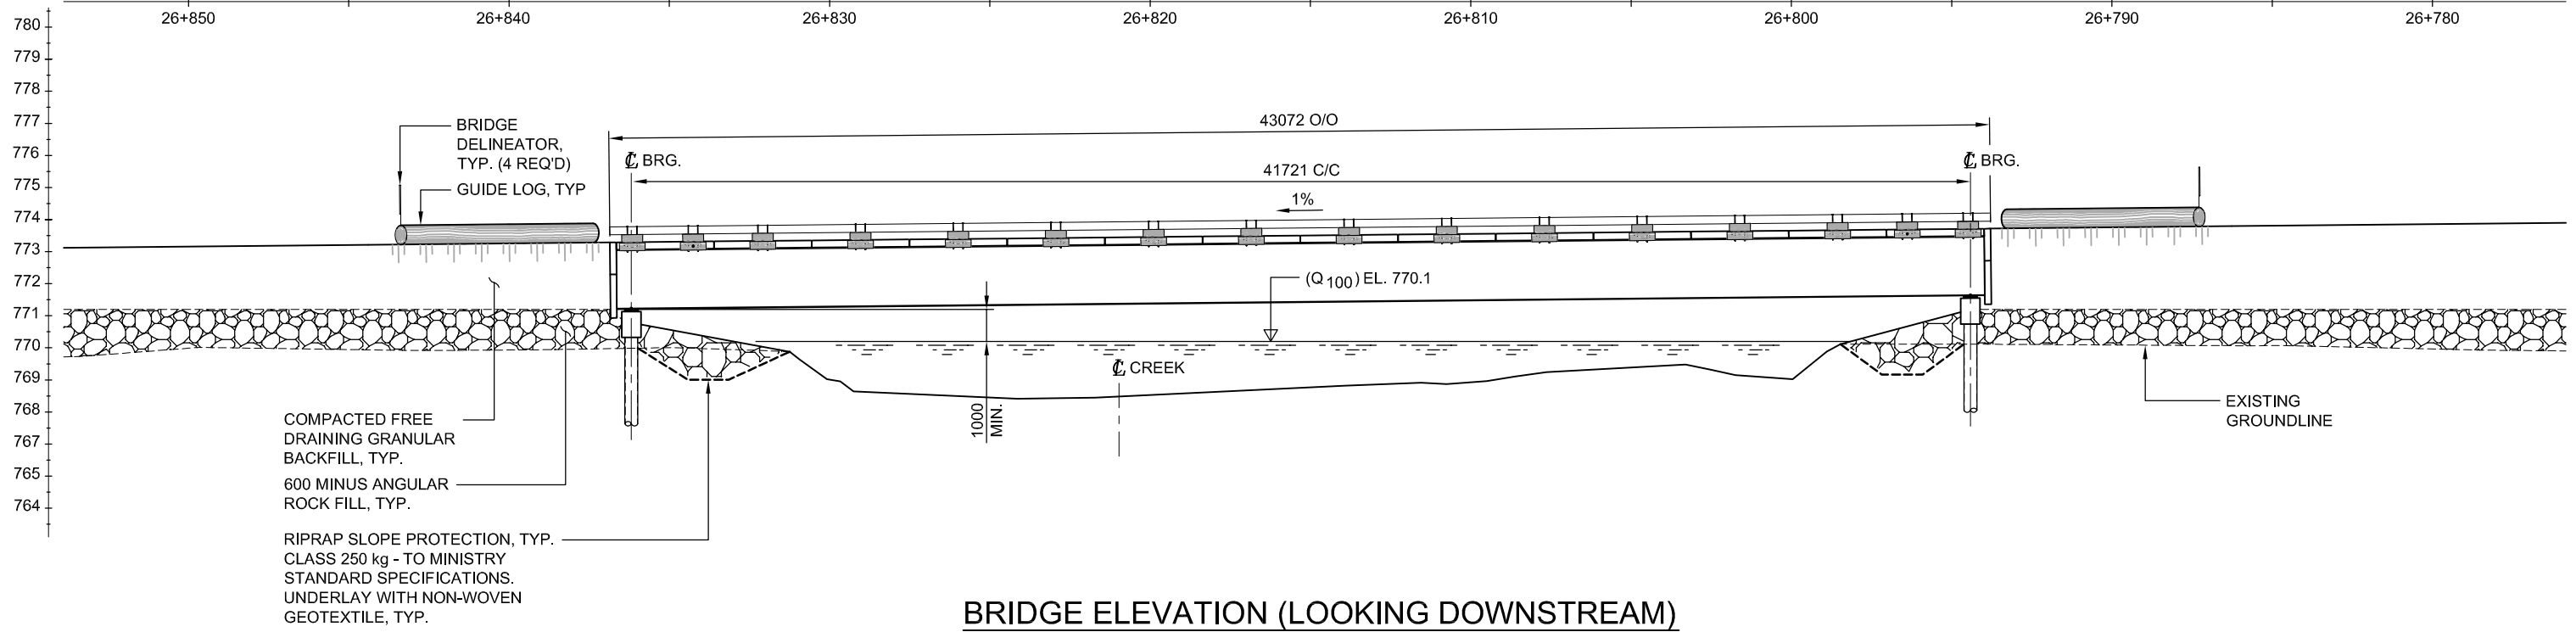 26+850 26+840 26+830 26+820 26+810 26+800 26+790 26+780
780
779
778
777
776
775
774
773
772
771
770
769
768
767
766
765
764
43072 O/O
BRIDGE
DELINEATOR,
TYP. (4 REQ'D)
GUIDE LOG, TYP
℄ BRG.
41721 C/C
℄ BRG.
1%
(Q100) EL. 770.1
℄ CREEK
1000
MIN.
COMPACTED FREE
DRAINING GRANULAR
BACKFILL, TYP.
600 MINUS ANGULAR
ROCK FILL, TYP.
RIPRAP SLOPE PROTECTION, TYP.
CLASS 250 kg - TO MINISTRY
STANDARD SPECIFICATIONS.
UNDERLAY WITH NON-WOVEN
GEOTEXTILE, TYP.
EXISTING
GROUNDLINE
BRIDGE ELEVATION (LOOKING DOWNSTREAM)